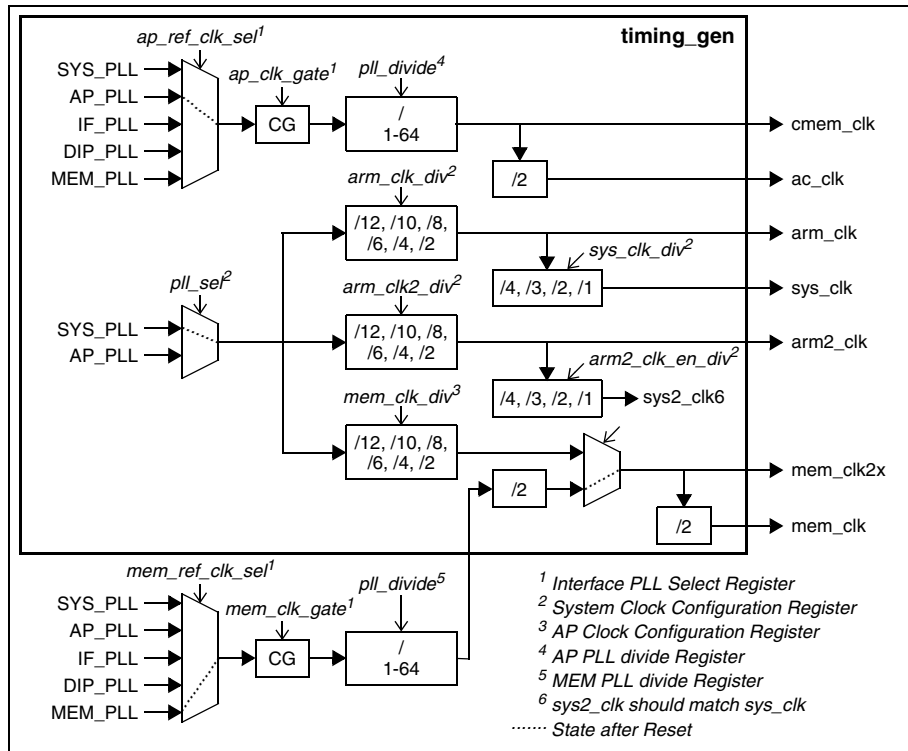 timing_gen
ap_ref_clk_sel¹
SYS_PLL
AP_PLL
IF_PLL
DIP_PLL
MEM_PLL
ap_clk_gate¹
CG
pll_divide⁴
/
1-64
cmem_clk
/2
ac_clk
pll_sel²
SYS_PLL
AP_PLL
arm_clk_div²
/12, /10, /8,
/6, /4, /2
arm_clk
sys_clk_div²
/4, /3, /2, /1
sys_clk
arm_clk2_div²
/12, /10, /8,
/6, /4, /2
arm2_clk
arm2_clk_en_div²
/4, /3, /2, /1
sys2_clk6
mem_clk_div³
/12, /10, /8,
/6, /4, /2
/2
mem_clk2x
/2
mem_clk
mem_ref_clk_sel¹
SYS_PLL
AP_PLL
IF_PLL
DIP_PLL
MEM_PLL
mem_clk_gate¹
CG
pll_divide⁵
/
1-64
¹ Interface PLL Select Register
² System Clock Configuration Register
³ AP Clock Configuration Register
⁴ AP PLL divide Register
⁵ MEM PLL divide Register
⁶ sys2_clk should match sys_clk
....... State after Reset